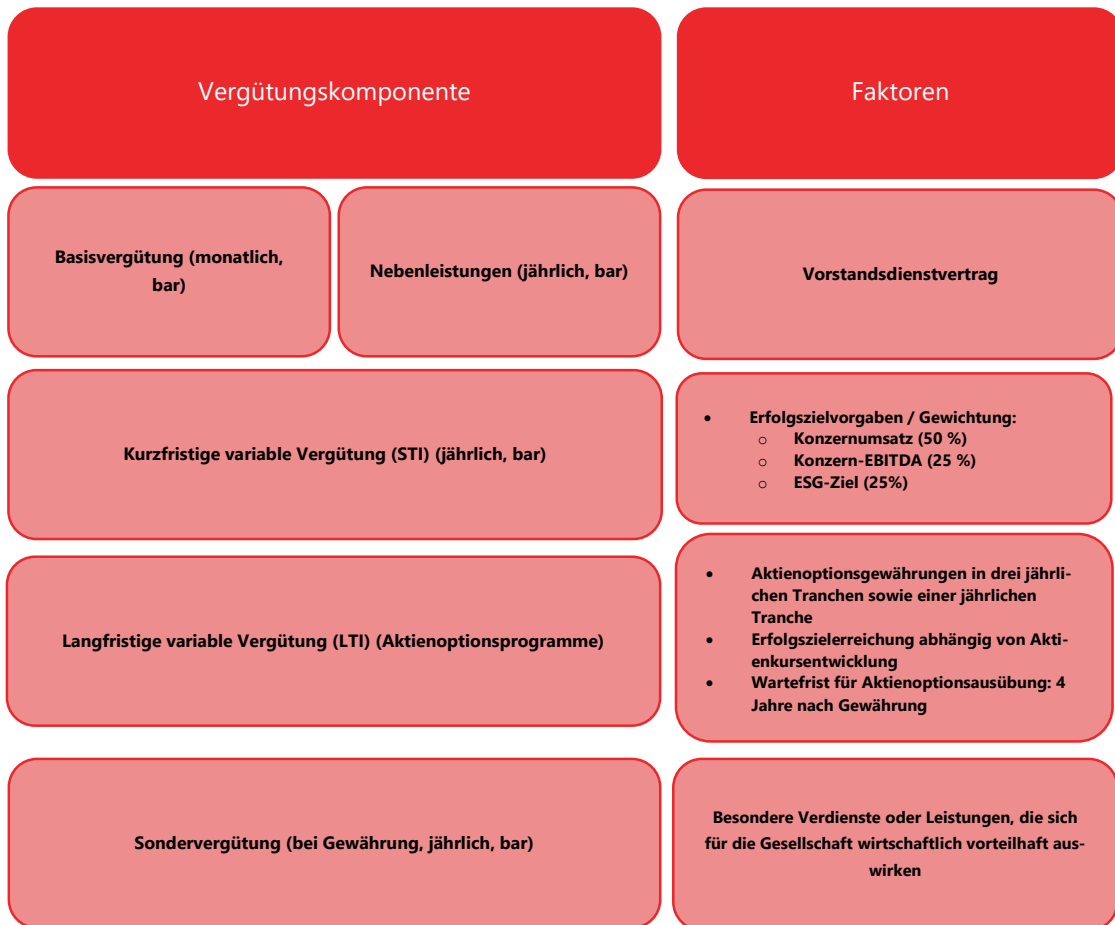 Vergütungskomponente
Faktoren
Basisvergütung (monatlich,
bar)
Nebenleistungen (jährlich, bar)
Vorstandsdienstvertrag
Kurzfristige variable Vergütung (STI) (jährlich, bar)
• Erfolgszielvorgaben / Gewichtung:
o Konzernumsatz (50 %)
o Konzern-EBITDA (25 %)
o ESG-Ziel (25%)
Langfristige variable Vergütung (LTI) (Aktienoptionsprogramme)
• Aktienoptionsgewährungen in drei jährli-
chen Tranchen sowie einer jährlichen
Tranche
• Erfolgszielerreichung abhängig von Akti-
enkursentwicklung
• Wartefrist für Aktienoptionsausübung: 4
Jahre nach Gewährung
Sondervergütung (bei Gewährung, jährlich, bar)
Besondere Verdienste oder Leistungen, die sich
für die Gesellschaft wirtschaftlich vorteilhaft aus-
wirken